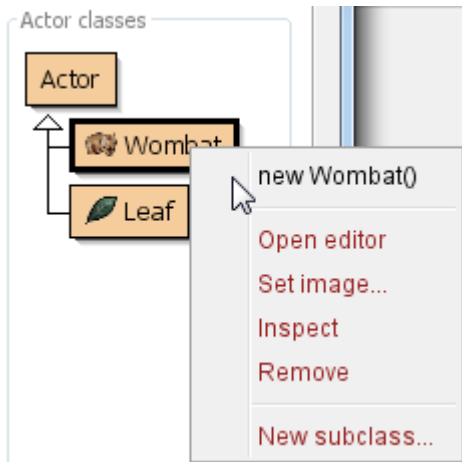 Actor classes
Actor
Wombat
Leaf
new Wombat()
Open editor
Set image...
Inspect
Remove
New subclass...